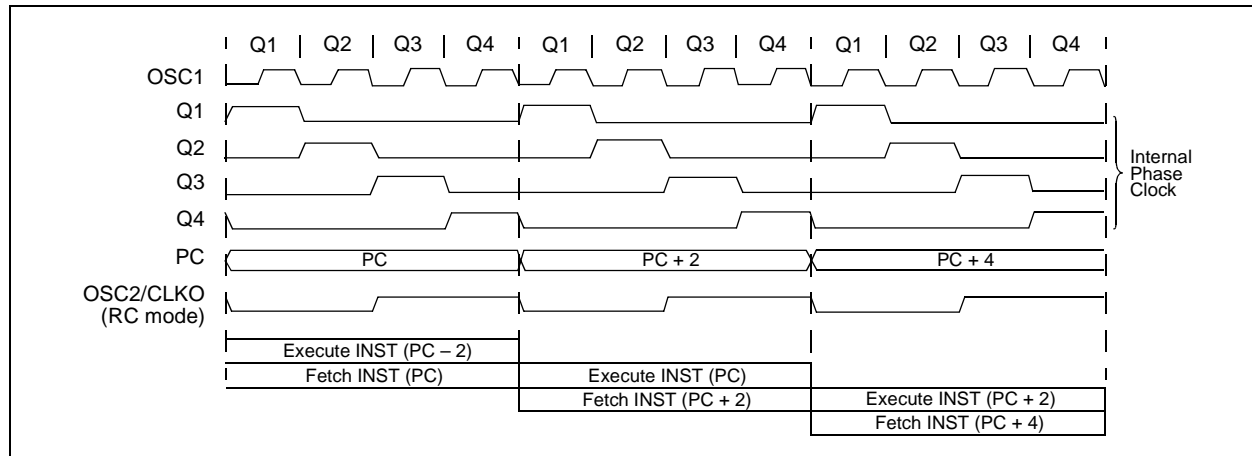 Q1 Q2 Q3 Q4 Q1 Q2 Q3 Q4 Q1 Q2 Q3 Q4
OSC1
Q1
Q2
Q3
Q4
Internal
Phase
Clock
PC
PC
PC + 2
PC + 4
OSC2/CLKO
(RC mode)
Execute INST (PC – 2)
Fetch INST (PC)
Execute INST (PC)
Fetch INST (PC + 2)
Execute INST (PC + 2)
Fetch INST (PC + 4)